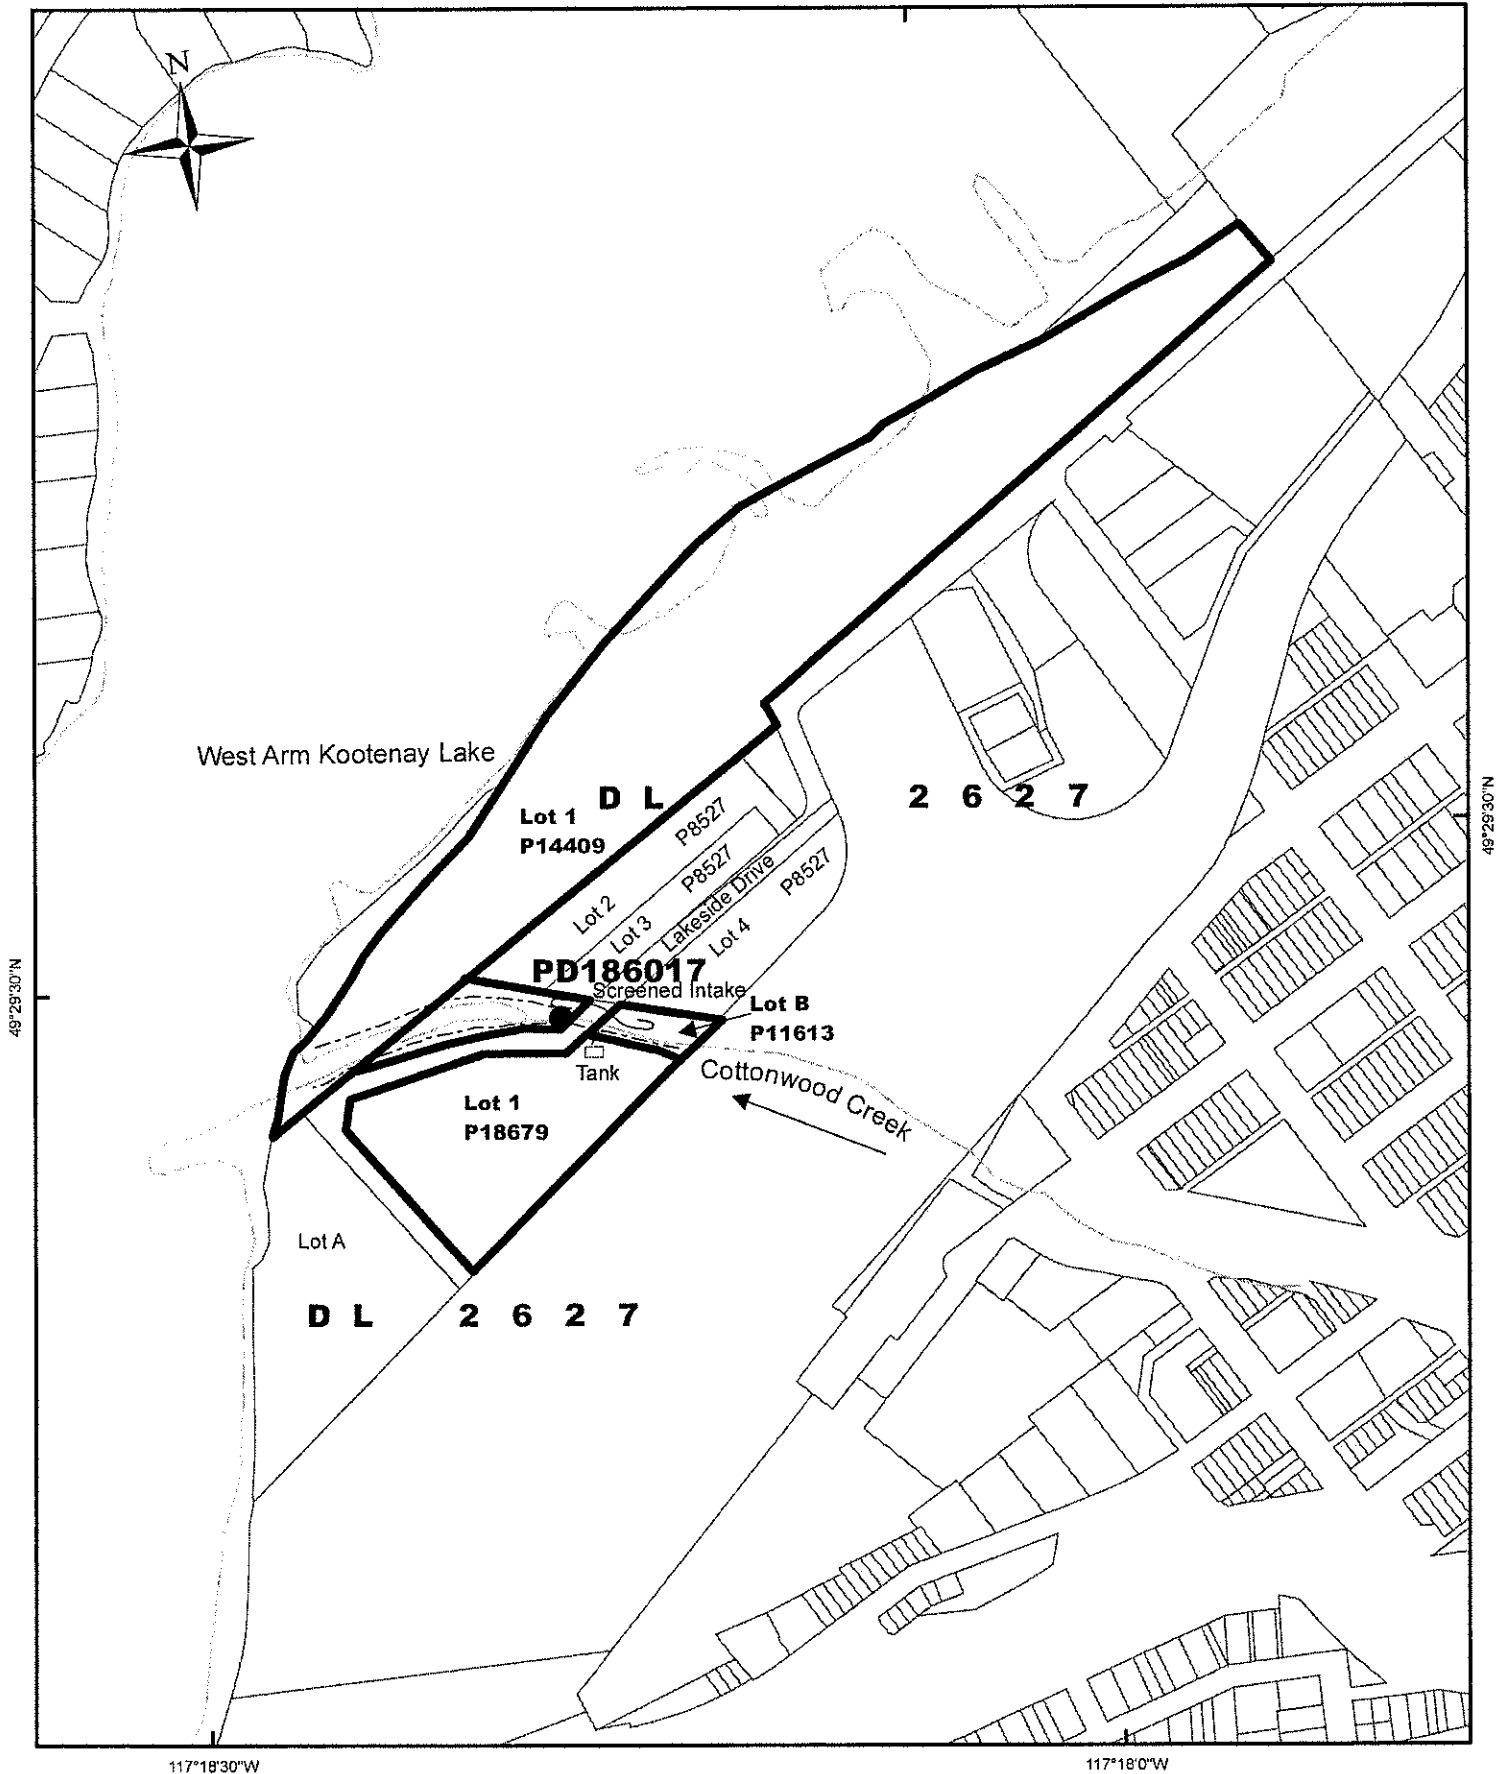 N
West Arm Kootenay Lake
D L 2 6 2 7
Lot 1
P14409
P8527
P8527
Lakeside Drive
P8527
Lot 2
Lot 3
Lot 4
49°29'30"N
49°29'30"N
PD186017
Screened Intake
Lot B
P11613
Tank
Cottonwood Creek
Lot 1
P18679
Lot A
D L 2 6 2 7
117°18'30"W
117°18'0"W